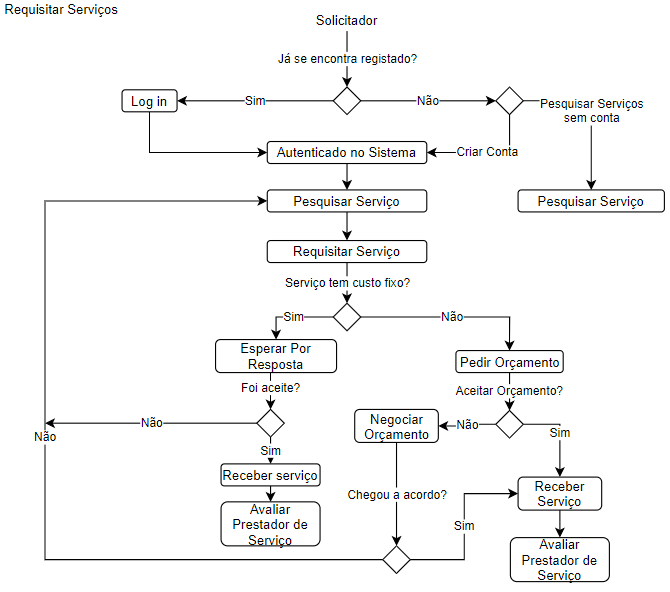 Requisitar Serviços
Solicitador
Já se encontra registado?
Log in
Sim
Não
Pesquisar Serviços
sem conta
Autenticado no Sistema
Criar Conta
Pesquisar Serviço
Pesquisar Serviço
Requisitar Serviço
Serviço tem custo fixo?
Sim
Não
Esperar Por
Resposta
Pedir Orçamento
Foi aceite?
Aceitar Orçamento?
Não
Não
Negociar
Orçamento
Não
Sim
Sim
Receber serviço
Chegou a acordo?
Receber
Serviço
Avaliar
Prestador de
Serviço
Sim
Avaliar
Prestador de
Serviço